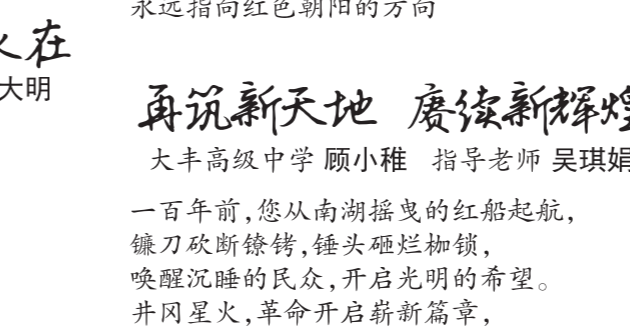 永远指向红色朝阳的方向
在
大明
再筑新天地 赓续新辉煌
大丰高级中学 顾小稚 指导老师 吴琪娟
一百年前,您从南湖摇曳的红船起航,
镰刀砍断镣铐,锤头砸烂枷锁,
唤醒沉睡的民众,开启光明的希望。
井冈星火,革命开启崭新篇章,